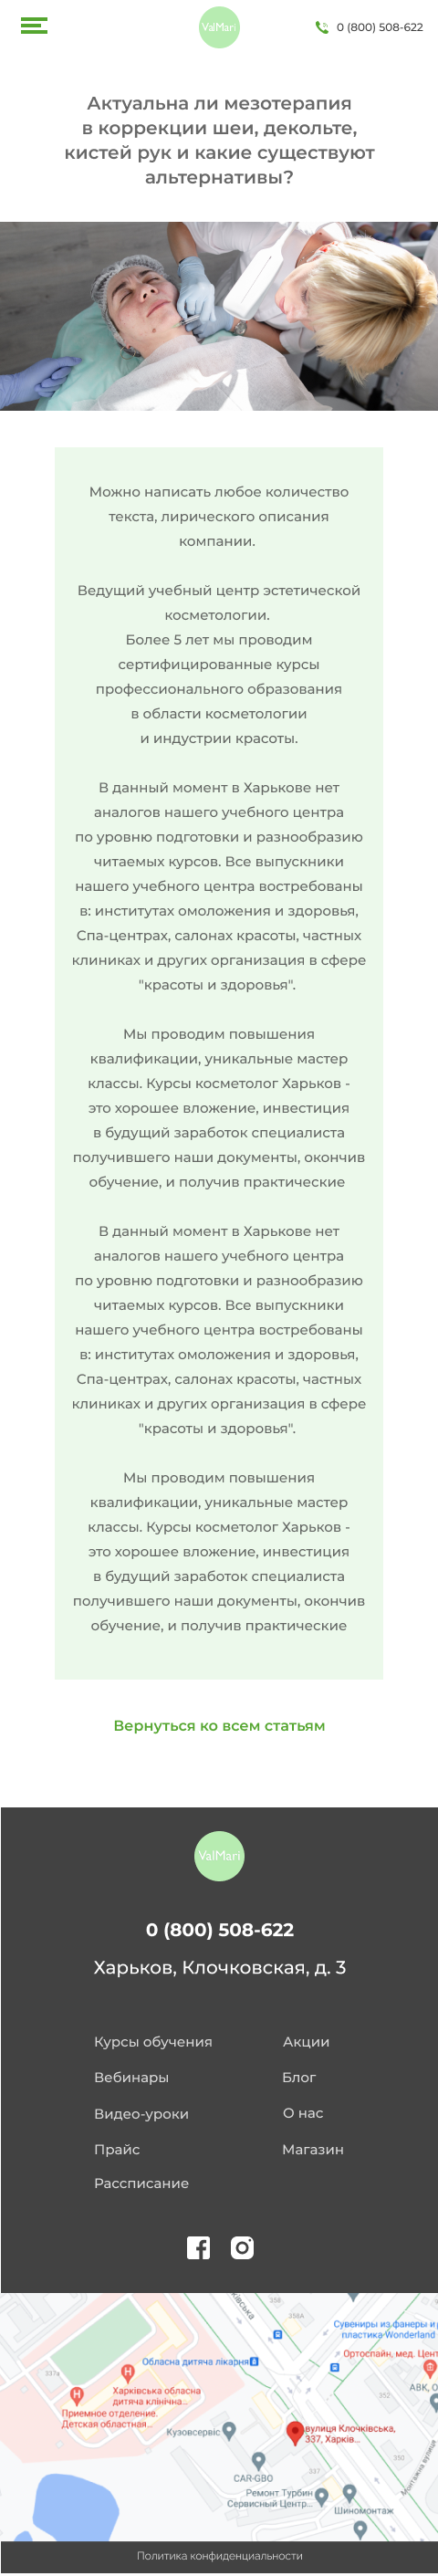 ValMari
0 (800) 508-622
Актуальна ли мезотерапия
в коррекции шеи, декольте,
кистей рук и какие существуют
альтернативы?
Можно написать любое количество
текста, лирического описания
компании.
Ведущий учебный центр эстетической
косметологии.
Более 5 лет мы проводим
сертифицированные курсы
профессионального образования
в области косметологии
и индустрии красоты.
В данный момент в Харькове нет
аналогов нашего учебного центра
по уровню подготовки и разнообразию
читаемых курсов. Все выпускники
нашего учебного центра востребованы
в: институтах омоложения и здоровья,
Спа-центрах, салонах красоты, частных
клиниках и других организация в сфере
"красоты и здоровья".
Мы проводим повышения
квалификации, уникальные мастер
классы. Курсы косметолог Харьков -
это хорошее вложение, инвестиция
в будущий заработок специалиста
получившего наши документы, окончив
обучение, и получив практические
В данный момент в Харькове нет
аналогов нашего учебного центра
по уровню подготовки и разнообразию
читаемых курсов. Все выпускники
нашего учебного центра востребованы
в: институтах омоложения и здоровья,
Спа-центрах, салонах красоты, частных
клиниках и других организация в сфере
"красоты и здоровья".
Мы проводим повышения
квалификации, уникальные мастер
классы. Курсы косметолог Харьков -
это хорошее вложение, инвестиция
в будущий заработок специалиста
получившего наши документы, окончив
обучение, и получив практические
Вернуться ко всем статьям
ValMari
0 (800) 508-622
Харьков, Клочковская, д. 3
Курсы обучения
Акции
Вебинары
Блог
Видео-уроки
О нас
Прайс
Магазин
Рассписание
358
358А
Сувениры из фанеры и
пластика Wonderland
Ортоспайн, мед. Цент
Обласна дитяча лікарня
337г
Харківська обласна
дитяча клінічна...
АВК, О
352
Приемное отделение.
Детская областная...
Кузовсервіс
вулиця Клочківська,
337, Харків...
350
CAR-GBO
Ремонт Турбин
Сервисный Центр...
Монтажна вулиця
Шиномонтаж
Политика конфиденциальности